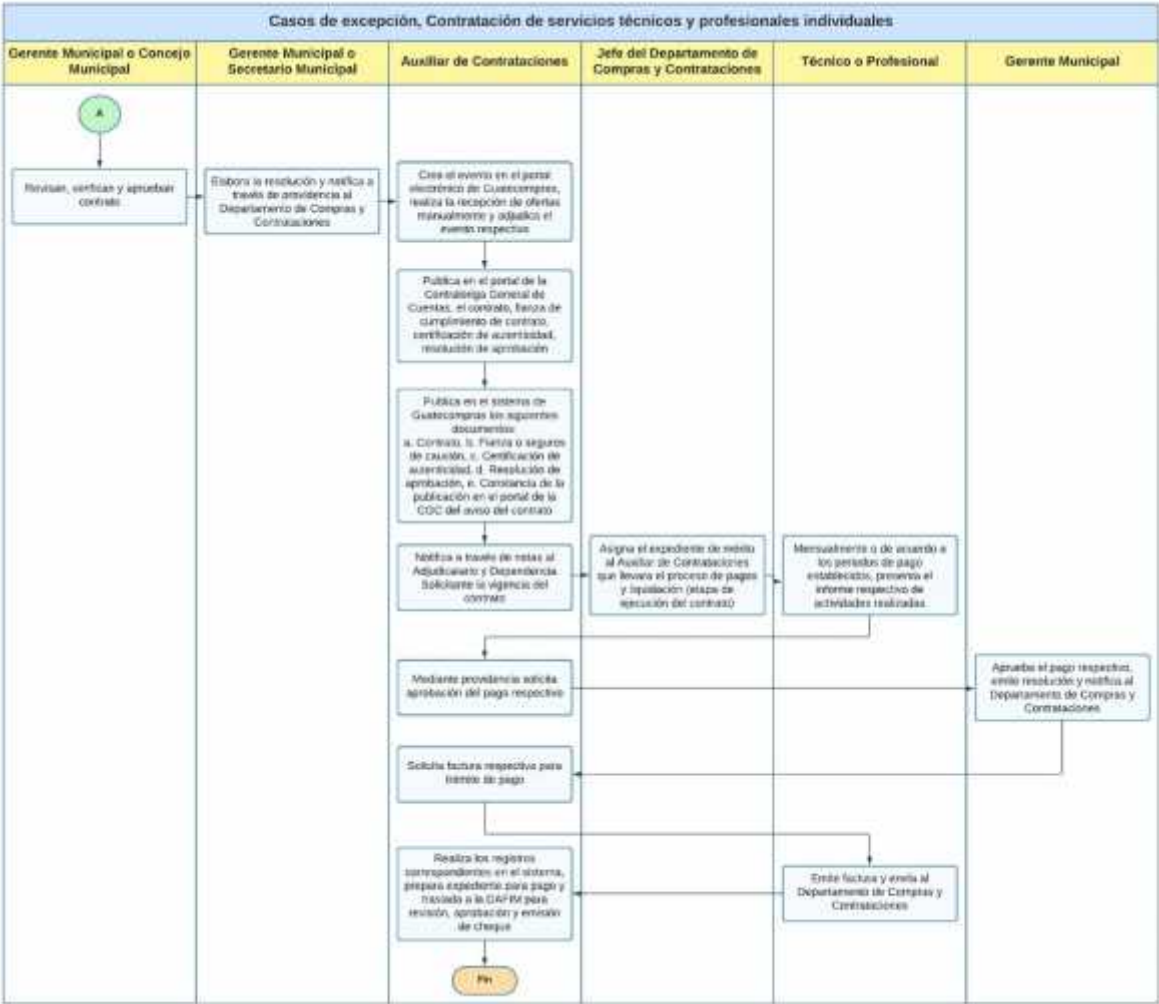 Casos de excepción, Contratación de servicios técnicos y profesionales individuales
Gerente Municipal o Concejo
Municipal
Gerente Municipal o
Secretario Municipal
Auxiliar de Contrataciones
Jefe del Departamento de
Compras y Contrataciones
Técnico o Profesional
Gerente Municipal
A
Revisan, verifican y aprueban
contrato
Elabora la resolución y notifica a
través de providencia al
Departamento de Compras y
Contrataciones
Crea el evento en el portal
electrónico de Guatecompras,
realiza la recepción de ofertas
manualmente y adjudica el
evento respectivo
Publica en el portal de la
General de
Cuentas, el contrato, fianza de
cumplimiento de contrato,
certificación de autenticidad,
resolución de aprobación
Publica en el sistema de
Guatecompras los siguientes
documentos
a. Contrato, b. Fianza o seguros
de caución, c. Certificación de
autenticidad, d. Resolución de
aprobación, e. Constancia de la
publicación en el portal de la
CGC del aviso del contrato
Notifica a través de notas al
Adjudicatario y Dependencia
Solicitante la vigencia del
contrato
Asigna el expediente de mérito
al Auxiliar de Contrataciones
que llevara el proceso de pagos
y liquidación (etapa de
ejecución del contrato)
Mensualmente o de acuerdo a
los periodos de pago
establecidos, presenta el
informe respectivo de
actividades realizadas
Mediante providencia solicita
aprobación del pago respectivo
Aprueba el pago respectivo,
emite resolución y notifica al
Departamento de Compras y
Contrataciones
Solicita factura respectiva para
trámite de pago
Realiza los registros
correspondientes en el sistema,
prepara expediente para pago y
traslada a la DAFIM para
revisión, aprobación y emisión
de cheque
Emite factura y envía al
Departamento de Compras y
Contrataciones
Fin